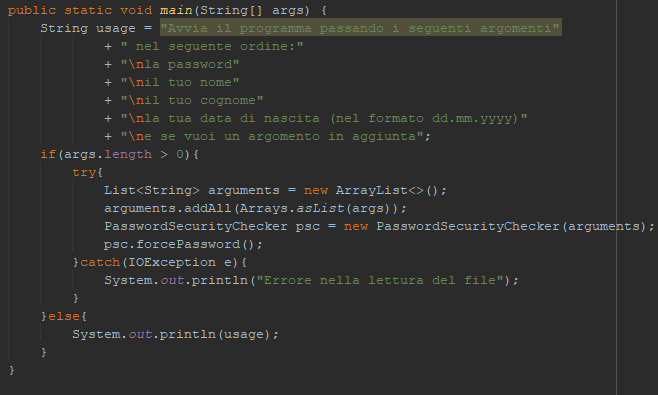 public static void main(String[] args) {
String usage = "Avvia il programma passando i seguenti argomenti"
+ " nel seguente ordine:"
+ "\nla password"
+ "\nil tuo nome"
+ "\nil tuo cognome"
+ "\nla tua data di nascita (nel formato dd.mm.yyyy)"
+ "\ne se vuoi un argomento in aggiunta";
if(args.length > 0){
try{
List<String> arguments = new ArrayList<>();
arguments.addAll(Arrays.asList(args));
PasswordSecurityChecker psc = new PasswordSecurityChecker(arguments);
psc.forcePassword();
}catch(IOException e){
System.out.println("Errore nella lettura del file");
}
}else{
System.out.println(usage);
}
}